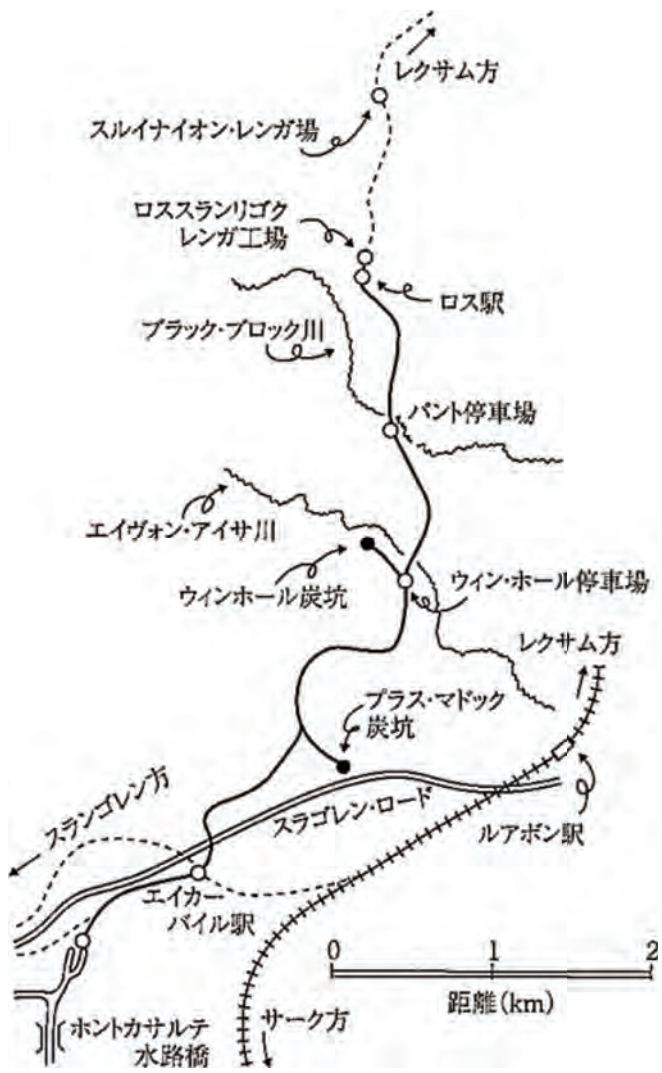 レクサム方
スルイナイオン・レンガ場
ロススランリゴク
レンガ工場
ロス駅
ブラック・ブロック川
パント停車場
エイヴォン・アイサ川
ウィンホール炭坑
ウィン・ホール停車場
レクサム方
プラス・マドック
炭坑
スランゴレン方
スラゴレン・ロード
ルアボン駅
エイカー
バイル駅
0 1 2
距離(km)
ホントカサルテ
水路橋
サーク方